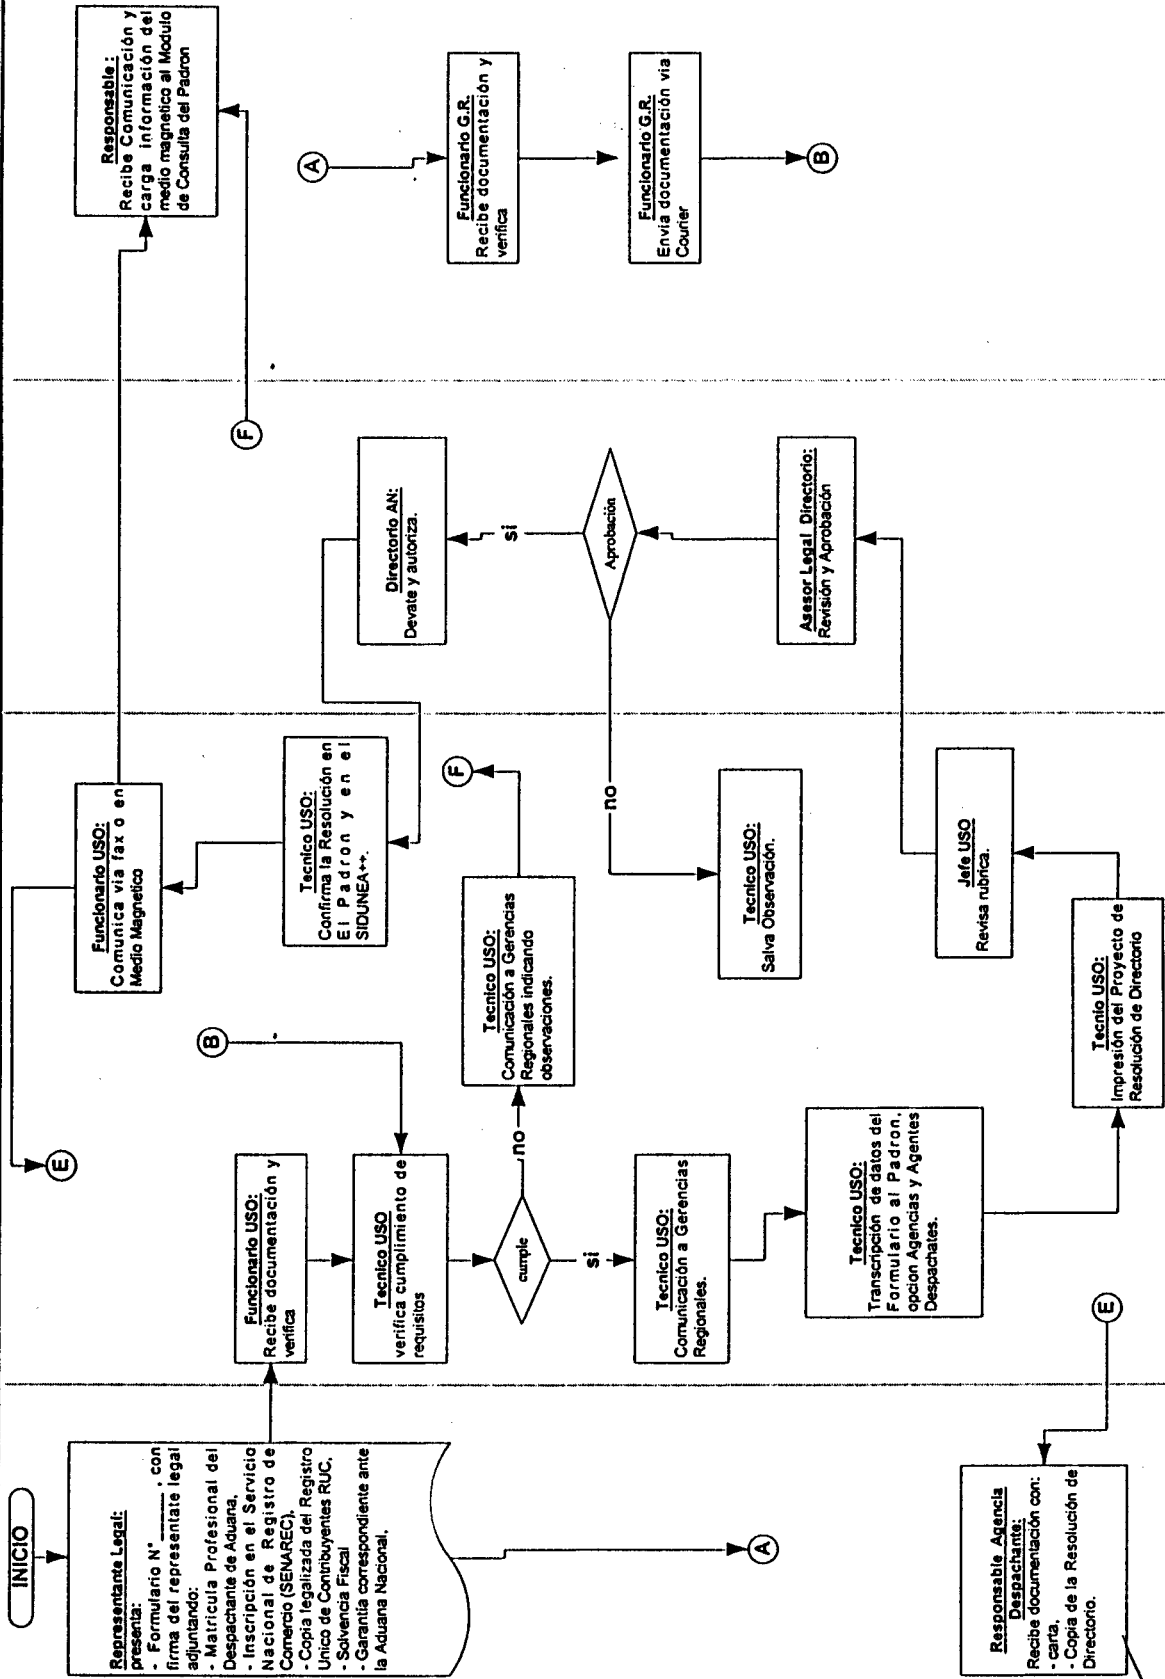 INICIO
Representante Legal:
presenta:
- Formulario N° ______, con
firma del representate legal
adjuntando:
- Matricula Profesional del
Despachante de Aduana,
- Inscripción en el Servicio
Nacional de Registro de
Comercio (SENAREC),
- Copia legalizada del Registro
Unico de Contribuyentes RUC,
- Solvencia Fiscal
- Garantia correspondiente ante
la Aduana Nacional.
A
Responsable Agencia
Despachante:
Recibe documentación con:
- carta,
- Copia de la Resolución de
Directorio.
E
E
Funcionario USO:
Recibe documentación y
verifica
B
Tecnico USO
verifica cumplimiento de
requisitos
cumple
no
si
Tecnico USO:
Comunicación a Gerencias
Regionales.
Tecnico USO:
Transcripción de datos del
Formulario al Padron,
opcion Agencias y Agentes
Despachates.
Tecnio USO:
Impresión del Proyecto de
Resolución de Directorio
Funcionario USO:
Comunica via fax o en
Medio Magnetico
Tecnico USO:
Confirma la Resolución en
El Padron y en el
SIDUNEA++.
F
Tecnico USO:
Comunicación a Gerencias
Regionales indicando
observaciones.
Tecnico USO:
Salva Observación.
Jefe USO
Revisa rubrica.
F
Directorio AN:
Devate y autoriza.
si
Aprobación
no
Asesor Legal Directorio:
Revisión y Aprobación
Responsable :
Recibe Comunicación y
carga información del
medio magnetico al Modulo
de Consulta del Padron
A
Funcionario G.R.
Recibe documentación y
verifica
Funcionario G.R.
Envia documentación via
Courier
B